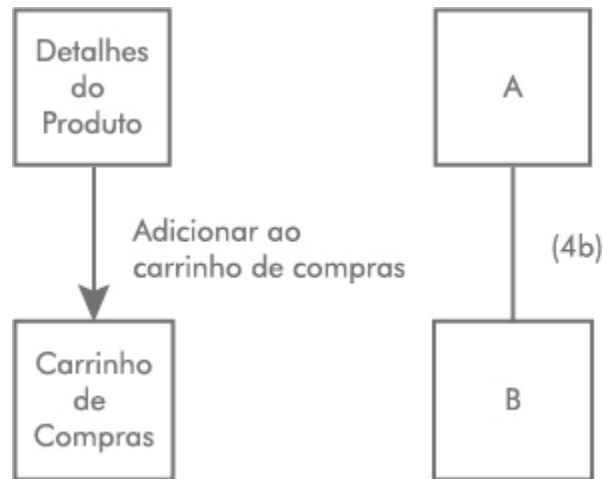 Detalhes
do
Produto
A
Adicionar ao
carrinho de compras
(4b)
Carrinho
de
Compras
B